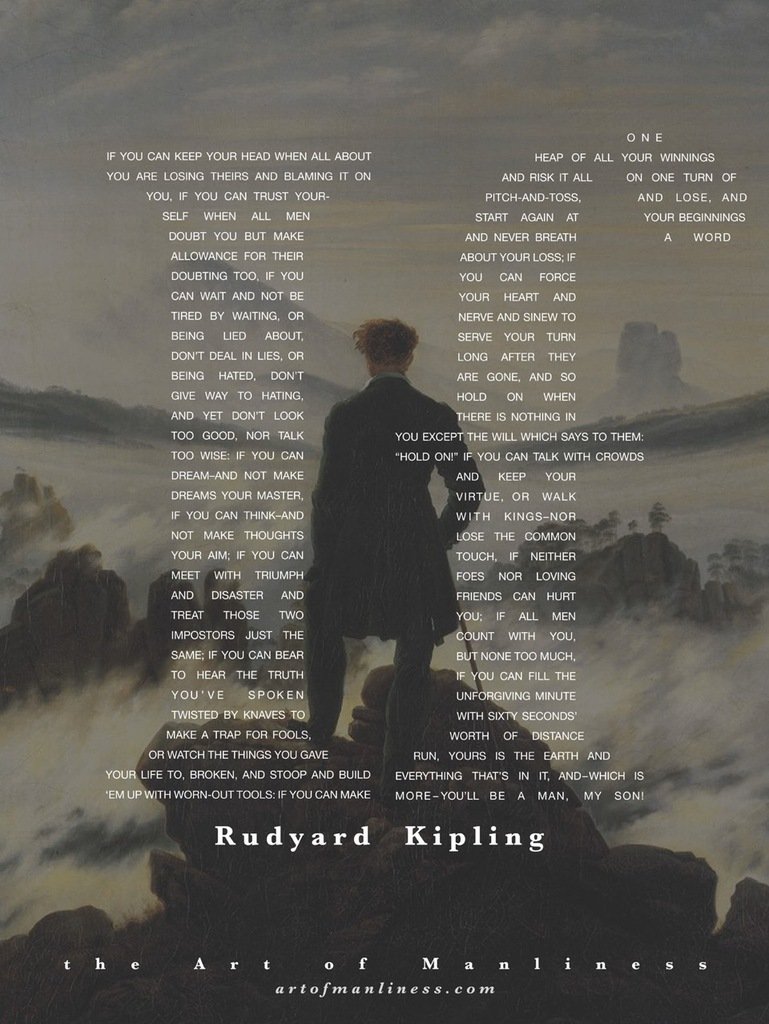 IF YOU CAN KEEP YOUR HEAD WHEN ALL ABOUT
YOU ARE LOSING THEIRS AND BLAMING IT ON
YOU, IF YOU CAN TRUST YOUR-
SELF WHEN ALL MEN
DOUBT YOU BUT MAKE
ALLOWANCE FOR THEIR
DOUBTING TOO, IF YOU
CAN WAIT AND NOT BE
TIRED BY WAITING, OR
BEING LIED ABOUT,
DON'T DEAL IN LIES, OR
BEING HATED, DON'T
GIVE WAY TO HATING,
AND YET DON'T LOOK
TOO GOOD, NOR TALK
TOO WISE: IF YOU CAN
DREAM–AND NOT MAKE
DREAMS YOUR MASTER,
IF YOU CAN THINK–AND
NOT MAKE THOUGHTS
YOUR AIM; IF YOU CAN
MEET WITH TRIUMPH
AND DISASTER AND
TREAT THOSE TWO
IMPOSTORS JUST THE
SAME; IF YOU CAN BEAR
TO HEAR THE TRUTH
YOU'VE SPOKEN
TWISTED BY KNAVES TO
MAKE A TRAP FOR FOOLS,
OR WATCH THE THINGS YOU GAVE
YOUR LIFE TO, BROKEN, AND STOOP AND BUILD
'EM UP WITH WORN-OUT TOOLS: IF YOU CAN MAKE
ONE
HEAP OF ALL YOUR WINNINGS
AND RISK IT ALL ON ONE TURN OF
PITCH-AND-TOSS, AND LOSE, AND
START AGAIN AT YOUR BEGINNINGS
AND NEVER BREATH A WORD
ABOUT YOUR LOSS; IF
YOU CAN FORCE
YOUR HEART AND
NERVE AND SINEW TO
SERVE YOUR TURN
LONG AFTER THEY
ARE GONE, AND SO
HOLD ON WHEN
THERE IS NOTHING IN
YOU EXCEPT THE WILL WHICH SAYS TO THEM:
“HOLD ON!” IF YOU CAN TALK WITH CROWDS
AND KEEP YOUR
VIRTUE, OR WALK
WITH KINGS–NOR
LOSE THE COMMON
TOUCH, IF NEITHER
FOES NOR LOVING
FRIENDS CAN HURT
YOU; IF ALL MEN
COUNT WITH YOU,
BUT NONE TOO MUCH,
IF YOU CAN FILL THE
UNFORGIVING MINUTE
WITH SIXTY SECONDS'
WORTH OF DISTANCE
RUN, YOURS IS THE EARTH AND
EVERYTHING THAT'S IN IT, AND–WHICH IS
MORE–YOU'LL BE A MAN, MY SON!
Rudyard Kipling
the Art of Manliness
artofmanliness.com